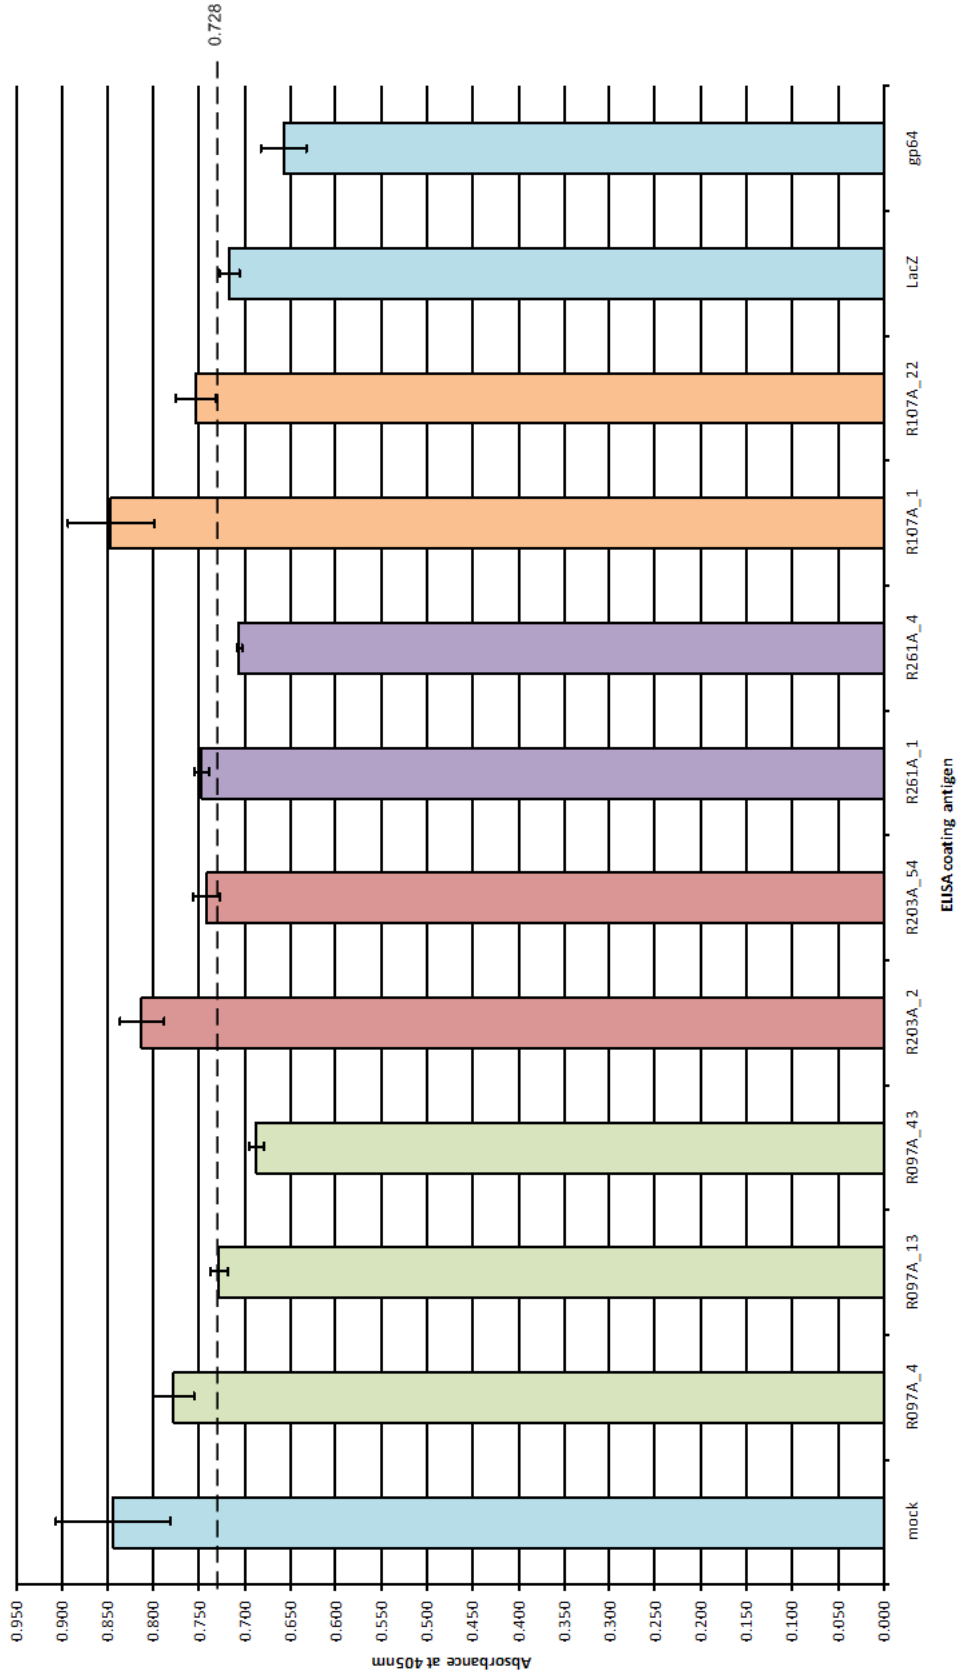 0.728
0.950
0.900
0.850
0.800
0.750
0.700
0.650
0.600
0.550
0.500
0.450
0.400
0.350
0.300
0.250
0.200
0.150
0.100
0.050
0.000
Absorbance at 405nm
mock
R097A_4
R097A_13
R097A_43
R203A_2
R203A_54
R261A_1
R261A_4
R107A_1
R107A_22
LacZ
gp64
ELISA coating antigen